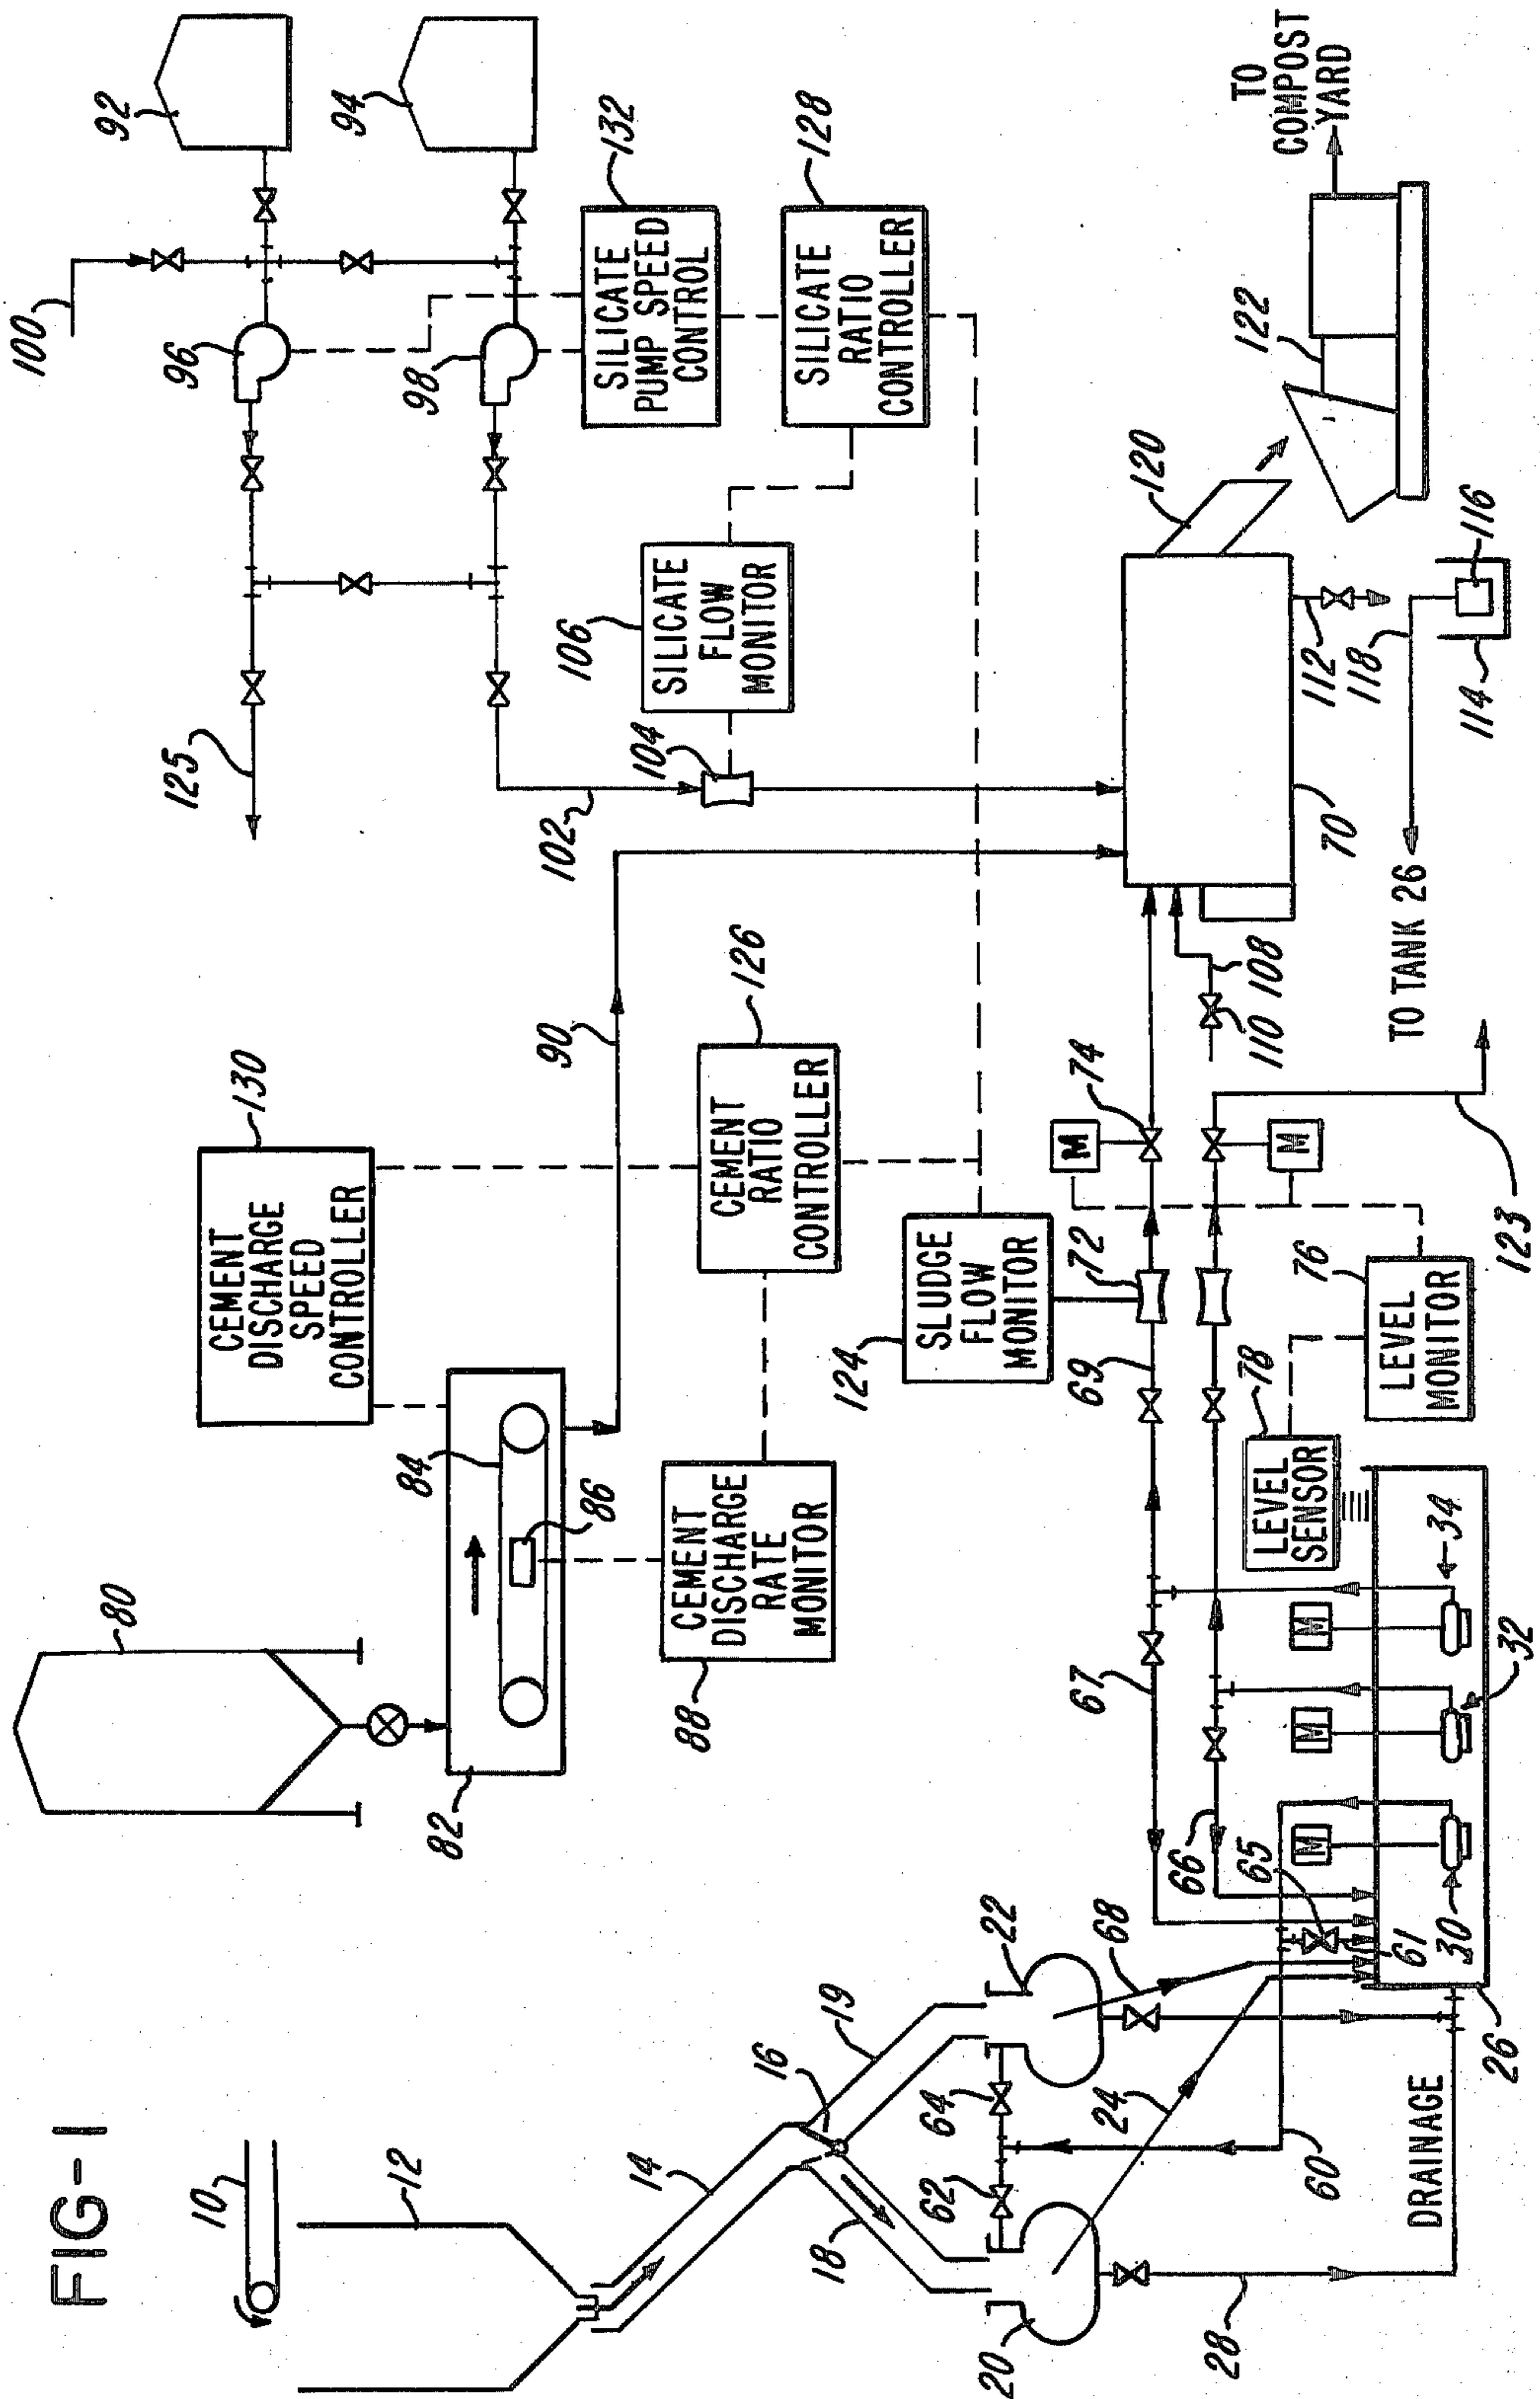 FIG-1
10
12
14
16
18
19
20
22
24
26
28
30
32
34
60
61
62
64
65
66
67
68
69
DRAINAGE
80
82
84
86
88
CEMENT
DISCHARGE
RATE
MONITOR
130
CEMENT
DISCHARGE
SPEED
CONTROLLER
126
CEMENT
RATIO
CONTROLLER
90
124
SLUDGE
FLOW
MONITOR
72
74
M
M
M
M
M
78
LEVEL
SENSOR
76
LEVEL
MONITOR
123
110
108
70
TO TANK 26
112
118
114
116
120
122
TO
COMPOST
YARD
125
102
104
106
SILICATE
FLOW
MONITOR
100
96
98
92
94
132
SILICATE
PUMP SPEED
CONTROL
128
SILICATE
RATIO
CONTROLLER